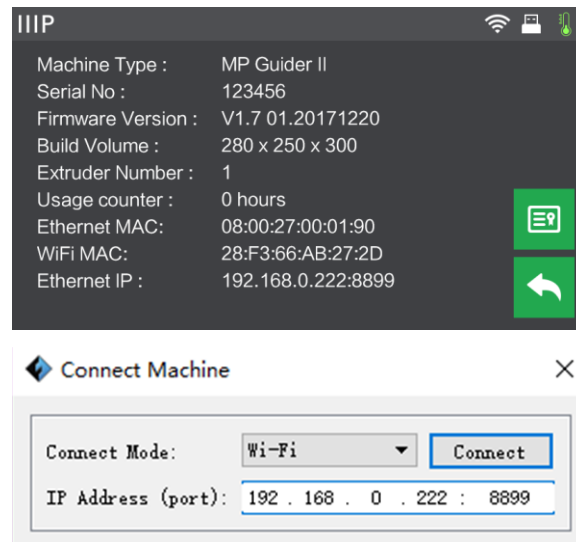 IIIP
Machine Type : MP Guider II
Serial No : 123456
Firmware Version : V1.7 01.20171220
Build Volume : 280 x 250 x 300
Extruder Number : 1
Usage counter : 0 hours
Ethernet MAC: 08:00:27:00:01:90
WiFi MAC: 28:F3:66:AB:27:2D
Ethernet IP : 192.168.0.222:8899
Connect Machine
Connect Mode: Wi-Fi Connect
IP Address (port): 192 . 168 . 0 . 222 : 8899